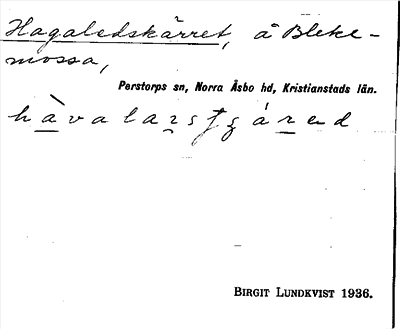 Hagaledskärret, å Bleke-
mossa,
Perstorps sn, Norra Åsbo hd, Kristianstads län.
BIRGIT LUNDKVIST 1936.